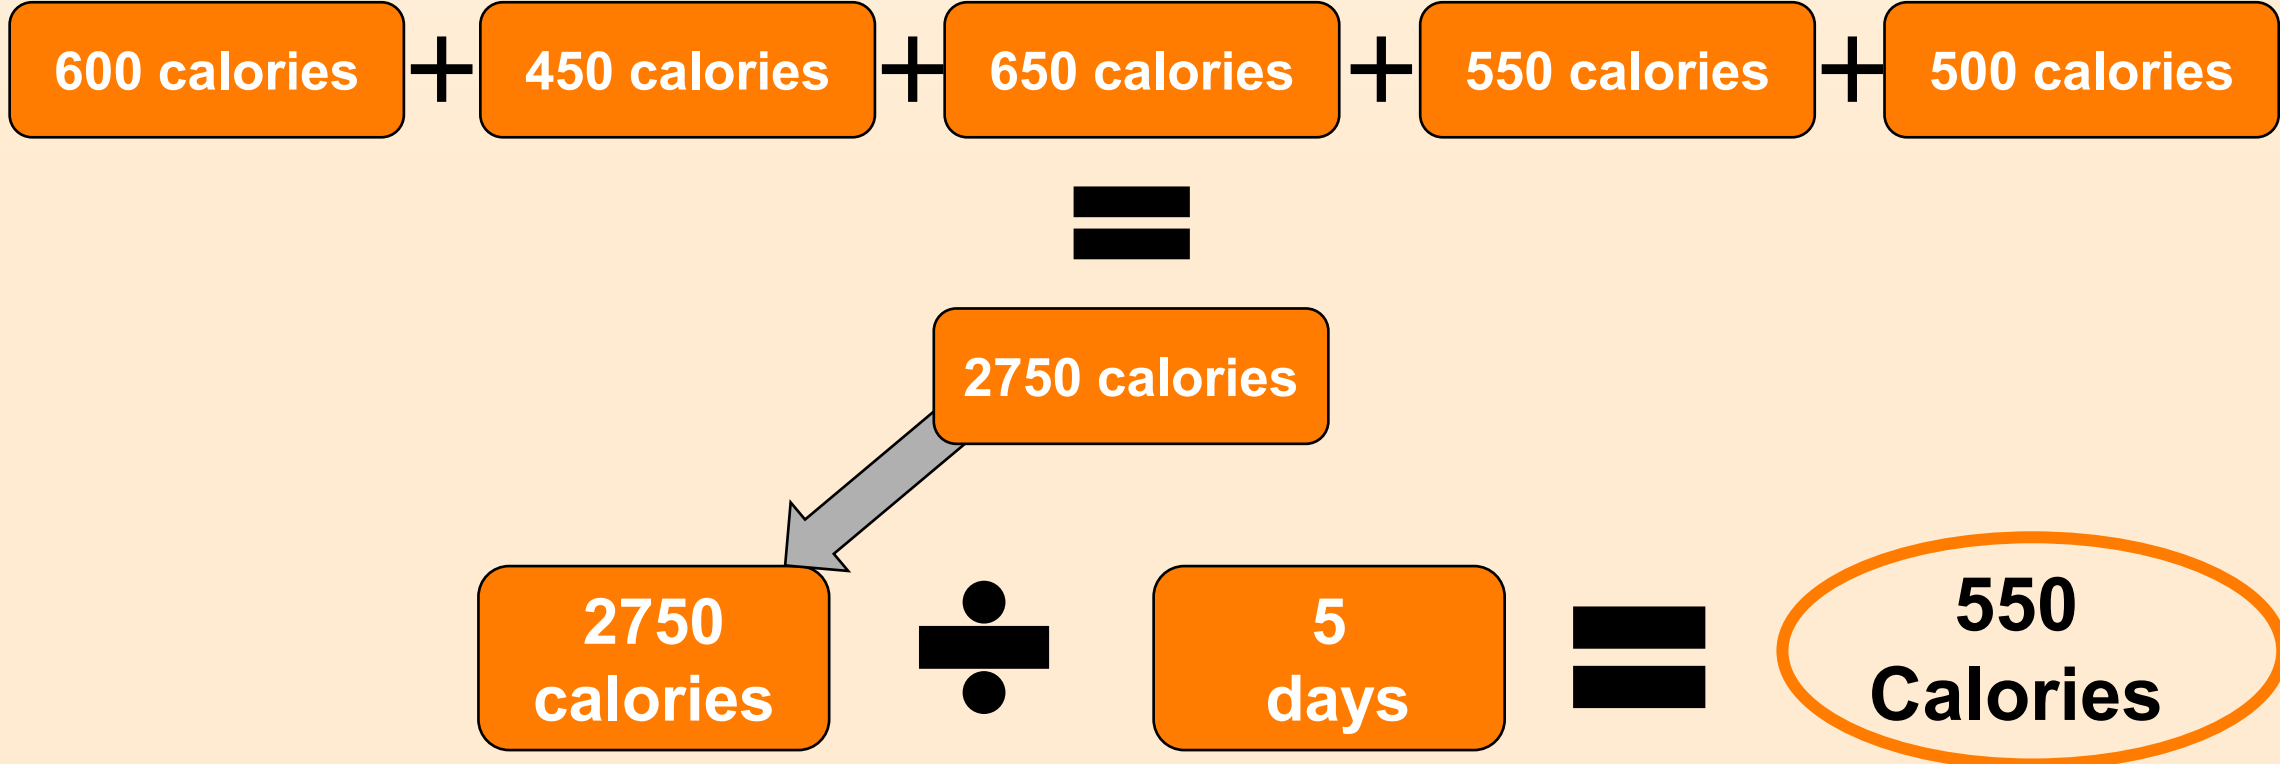 600 calories + 450 calories + 650 calories + 550 calories + 500 calories
=
2750 calories
2750 ÷ 5 = 550
calories days Calories